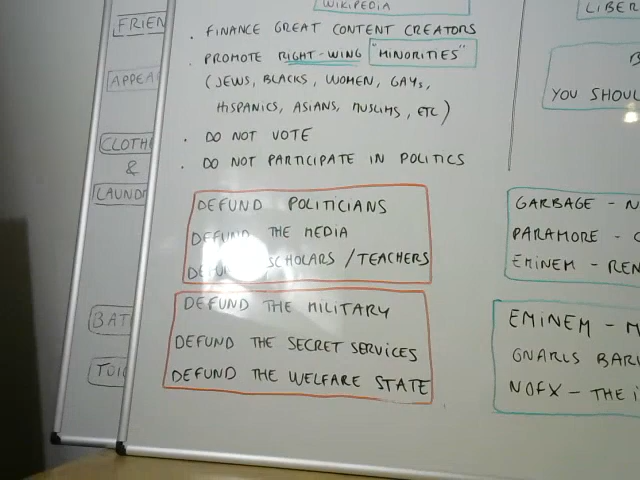 WIKIPEDIA
. FINANCE GREAT CONTENT CREATORS
. PROMOTE RIGHT-WING "MINORITIES"
(JEWS, BLACKS, WOMEN, GAYS,
HISPANICS, ASIANS, MUSLIMS, ETC)
. DO NOT VOTE
. DO NOT PARTICIPATE IN POLITICS
DEFUND POLITICIANS
DEFUND THE MEDIA
DEFUND SCHOLARS/TEACHERS
DEFUND THE MILITARY
DEFUND THE SECRET SERVICES
DEFUND THE WELFARE STATE
FRIEN
APPEA
CLOTH
&
LAUND
BAT
LIBER
YOU SHOUL
GARBAGE - N
PARAMORE -
EMINEM - REN
EMINEM - M
GNARLS BAR
NOFX - THE